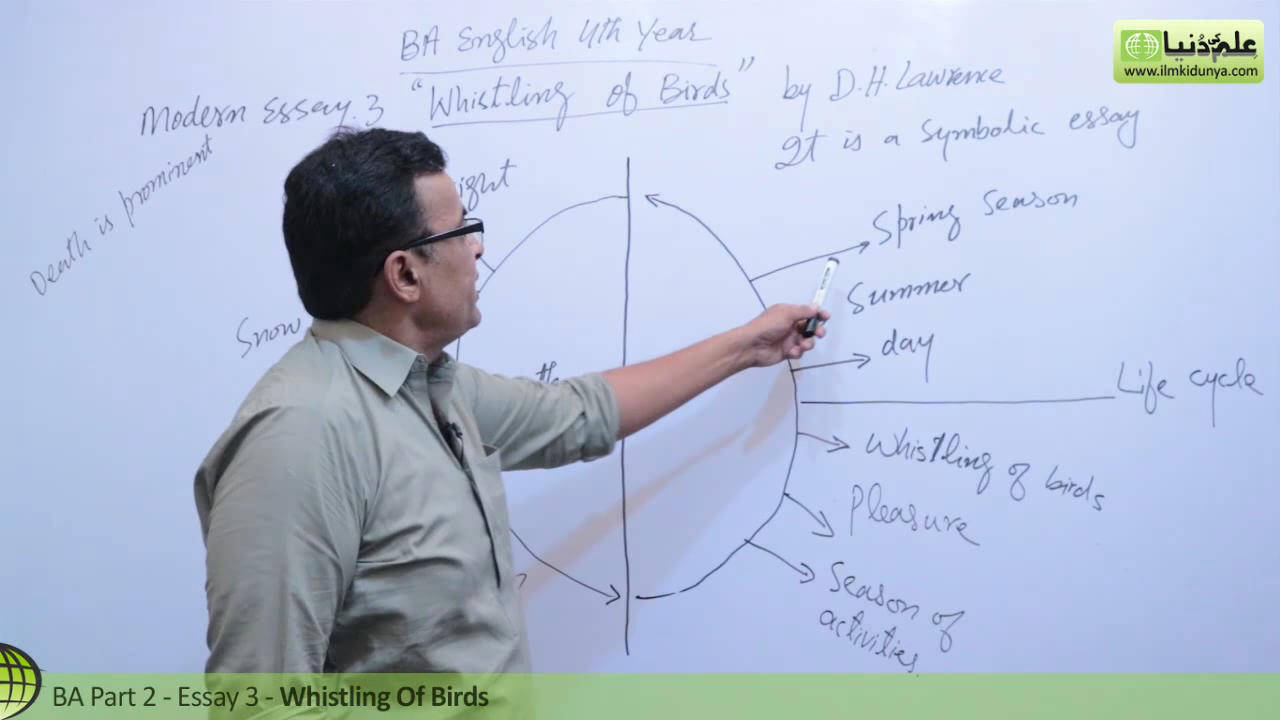 BA English 4th Year
Modern Essay. 3 "Whistling of Birds" by D.H. Lawrence
It is a Symbolic essay
Death is prominent
Snow
Spring Season
Summer
day
Life cycle
Whistling of birds
Pleasure
Season of
activities.
علم کی دُنیا
www.ilmkidunya.com
BA Part 2 - Essay 3 - Whistling Of Birds